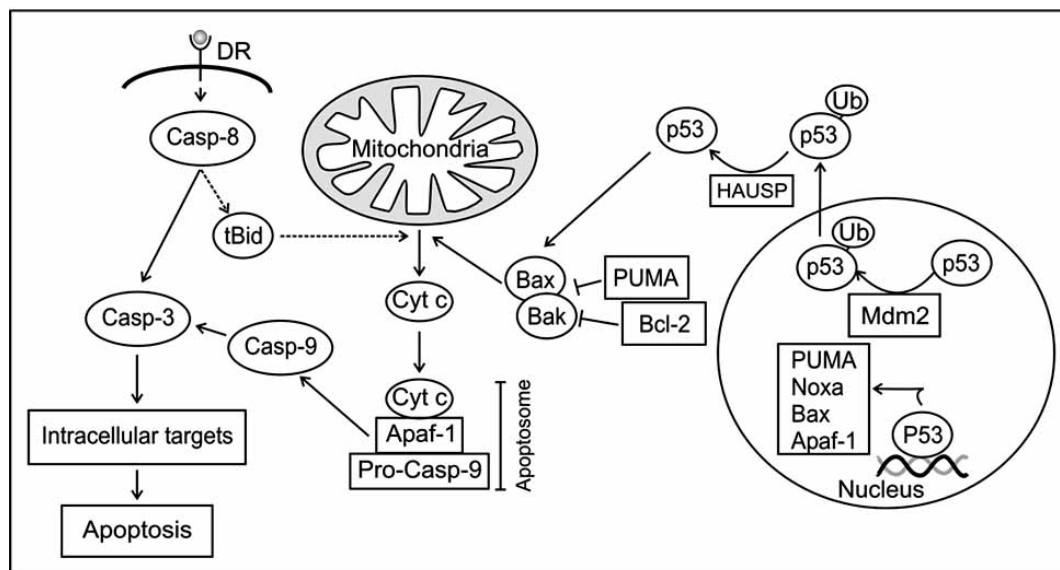 DR
Casp-8
tBid
Casp-3
Casp-9
Intracellular targets
Apoptosis
Mitochondria
Cyt c
Cyt c
Apaf-1
Pro-Casp-9
Apoptosome
Bax
Bak
PUMA
Bcl-2
p53
HAUSP
p53
Ub
p53
Ub
p53
Mdm2
PUMA
Noxa
Bax
Apaf-1
P53
Nucleus